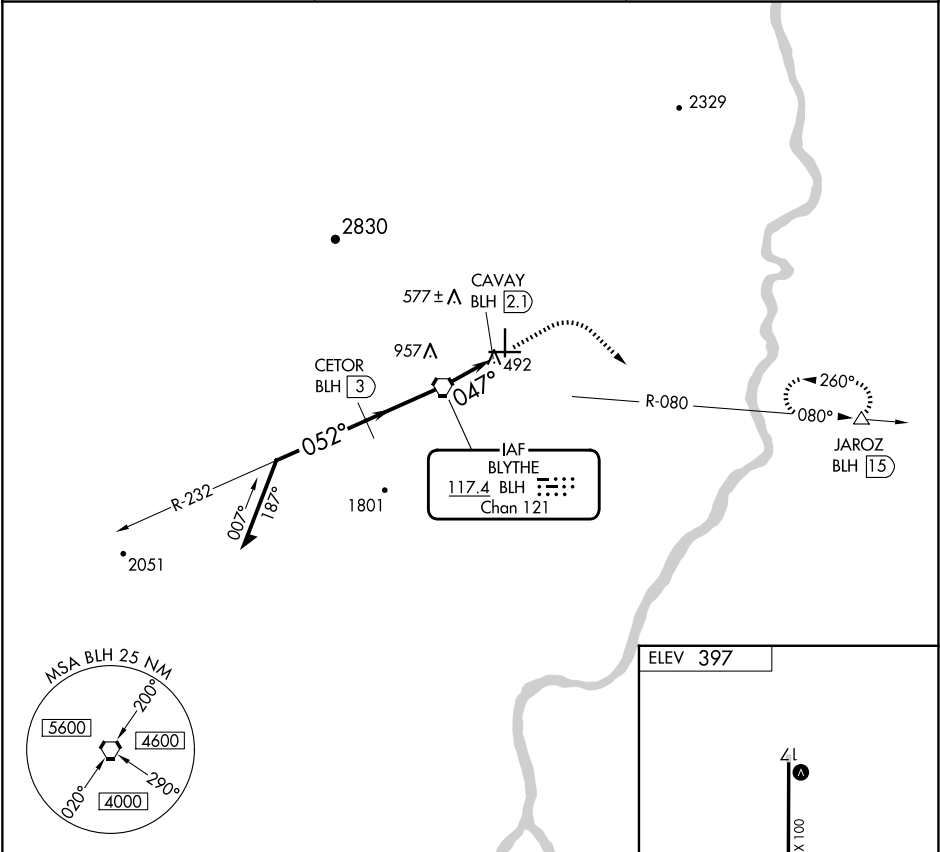 2329
2830
CAVAY
BLH 2.1
577±
957
492
CETOR
BLH 3
047°
052°
R-080
260°
080°
JAROZ
BLH 15
IAF
BLYTHE
117.4 BLH
Chan 121
R-232
007°
187°
1801
2051
MSA BLH 25 NM
200°
5600
4600
290°
020°
4000
ELEV 397
17
V
X 100